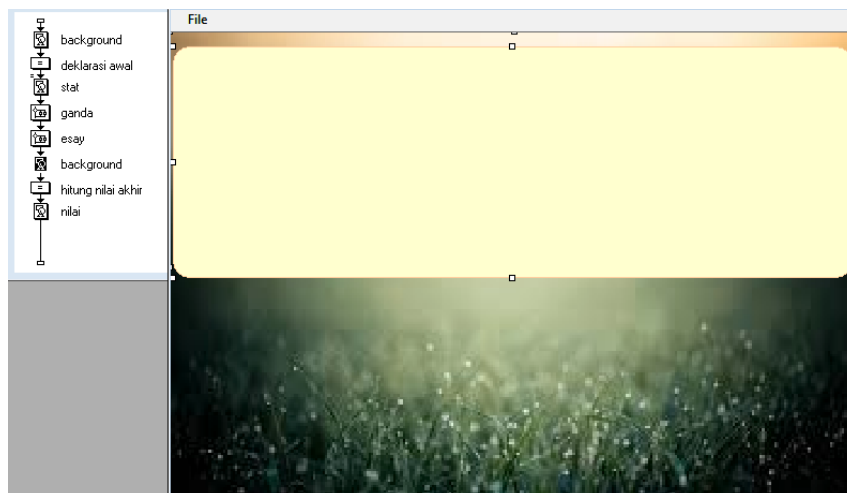 File
background
deklarasi awal
stat
ganda
esay
background
hitung nilai akhir
nilai